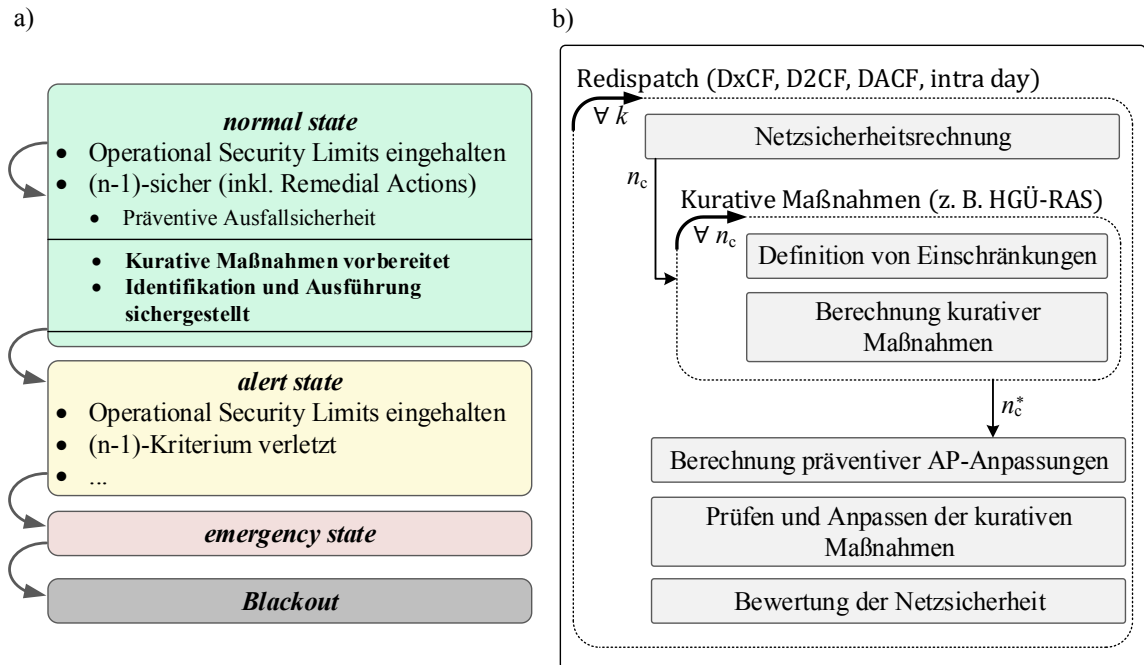 a)
normal state
• Operational Security Limits eingehalten
• (n-1)-sicher (inkl. Remedial Actions)
• Präventive Ausfallsicherheit
• Kurative Maßnahmen vorbereitet
• Identifikation und Ausführung
sichergestellt
alert state
• Operational Security Limits eingehalten
• (n-1)-Kriterium verletzt
• ...
emergency state
Blackout
b)
Redispatch (DxCF, D2CF, DACF, intra day)
∀ k
Netzsicherheitsrechnung
n_c
Kurative Maßnahmen (z. B. HGÜ-RAS)
∀ n_c
Definition von Einschränkungen
Berechnung kurativer
Maßnahmen
n_c^*
Berechnung präventiver AP-Anpassungen
Prüfen und Anpassen der kurativen
Maßnahmen
Bewertung der Netzsicherheit